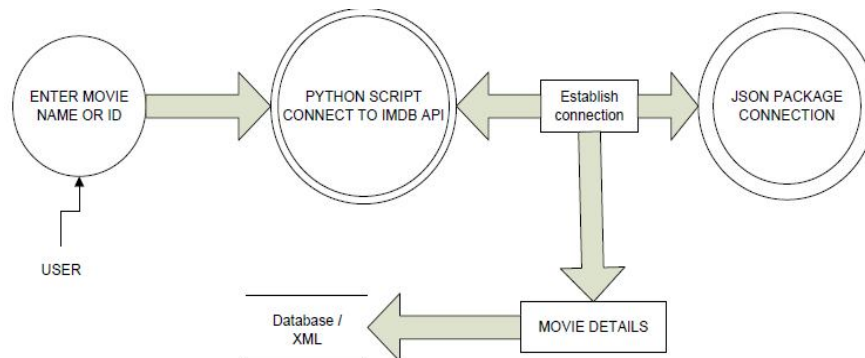 ENTER MOVIE
NAME OR ID
PYTHON SCRIPT
CONNECT TO IMDB API
Establish
connection
JSON PACKAGE
CONNECTION
USER
Database /
XML
MOVIE DETAILS